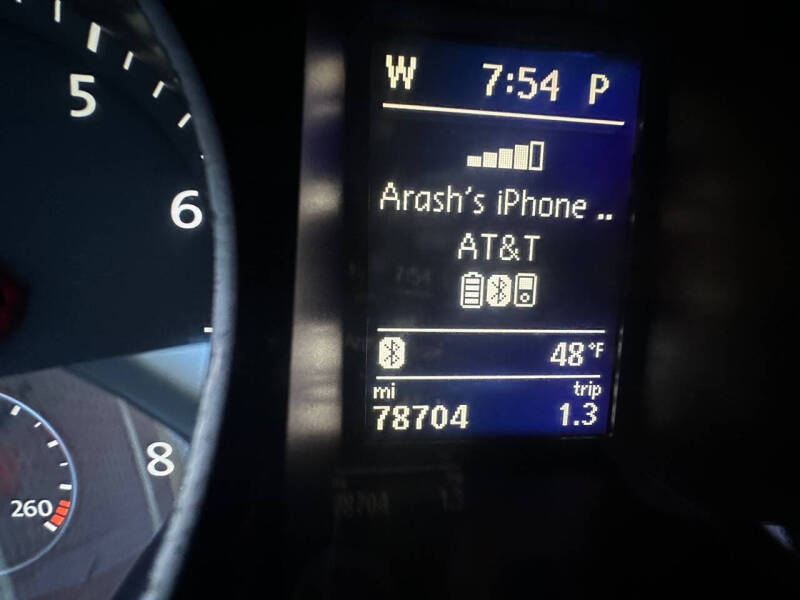 5
6
8
260
W 7:54 P
Arash's iPhone ..
AT&T
48°F
mi trip
78704 1.3